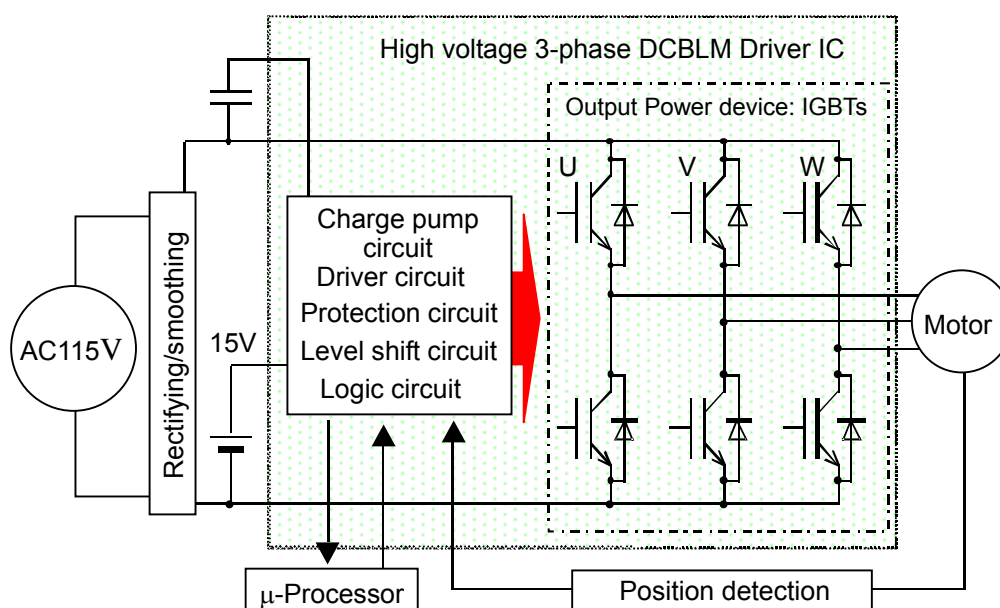 High voltage 3-phase DCBLM Driver IC
Output Power device: IGBTs
U
V
W
Charge pump
circuit
Driver circuit
Protection circuit
Level shift circuit
Logic circuit
Rectifying/smoothing
AC115V
15V
Motor
μ-Processor
Position detection